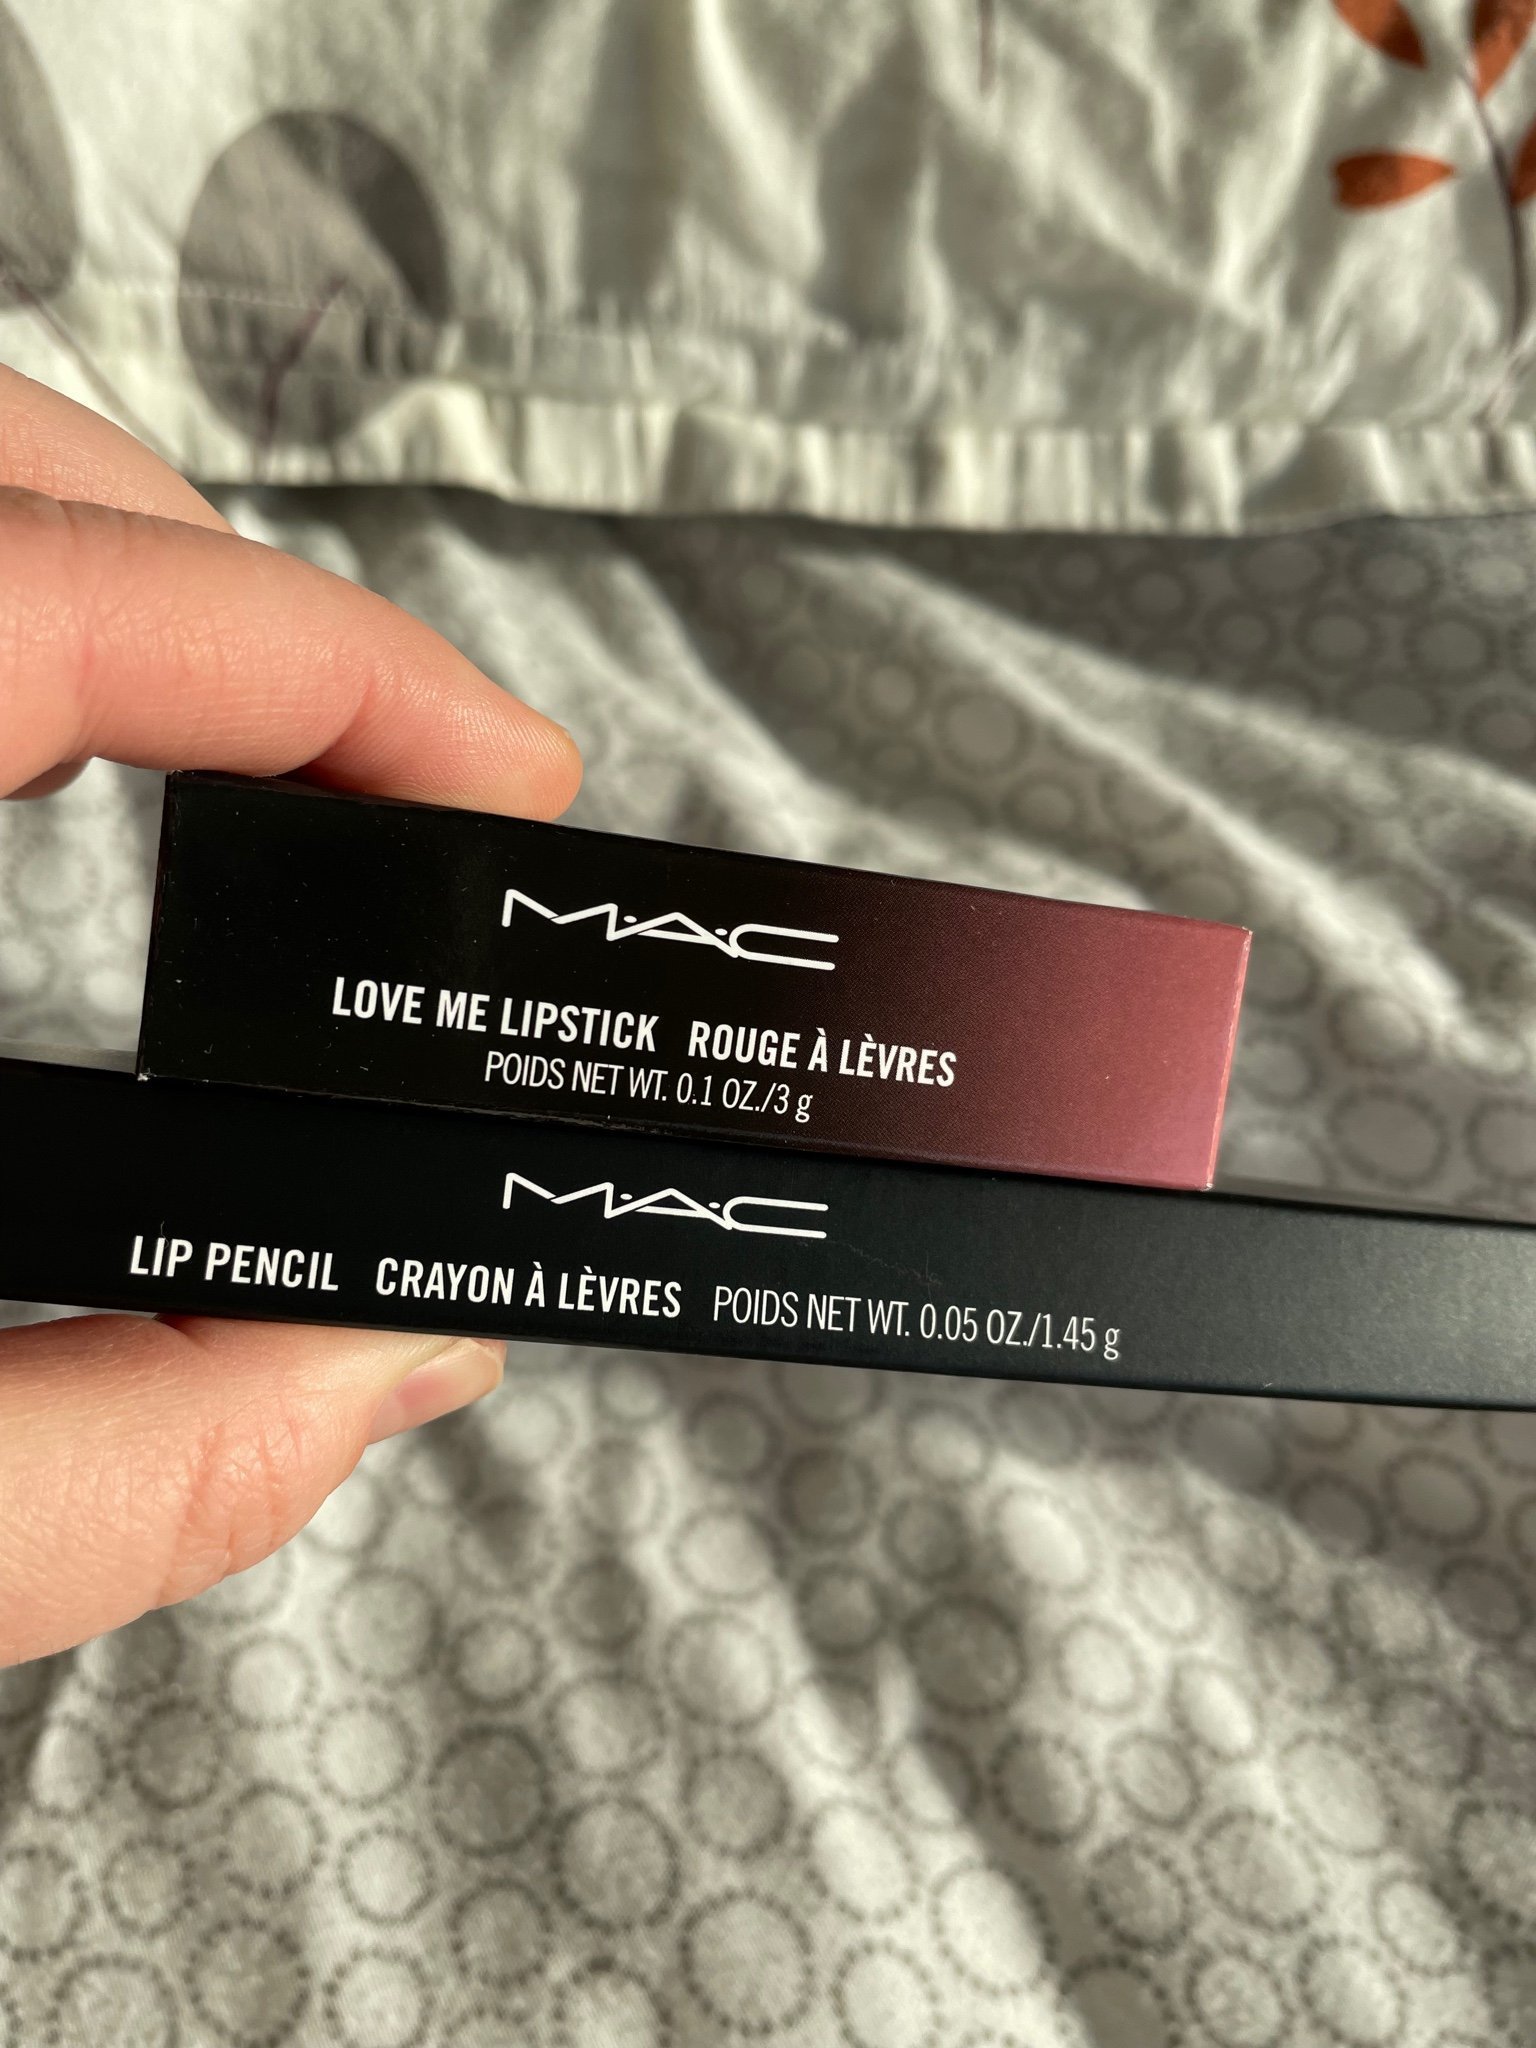 M·A·C
LOVE ME LIPSTICK ROUGE À LÈVRES
POIDS NET WT. 0.1 OZ./3 g
M·A·C
LIP PENCIL CRAYON À LÈVRES POIDS NET WT. 0.05 OZ./1.45 g